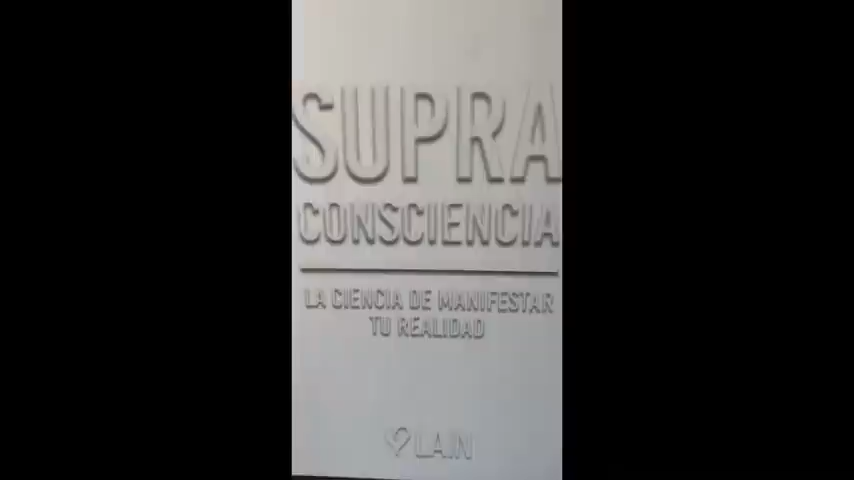 SUPRA
CONSCIENCIA
LA CIENCIA DE MANIFESTAR
TU REALIDAD
LAIN